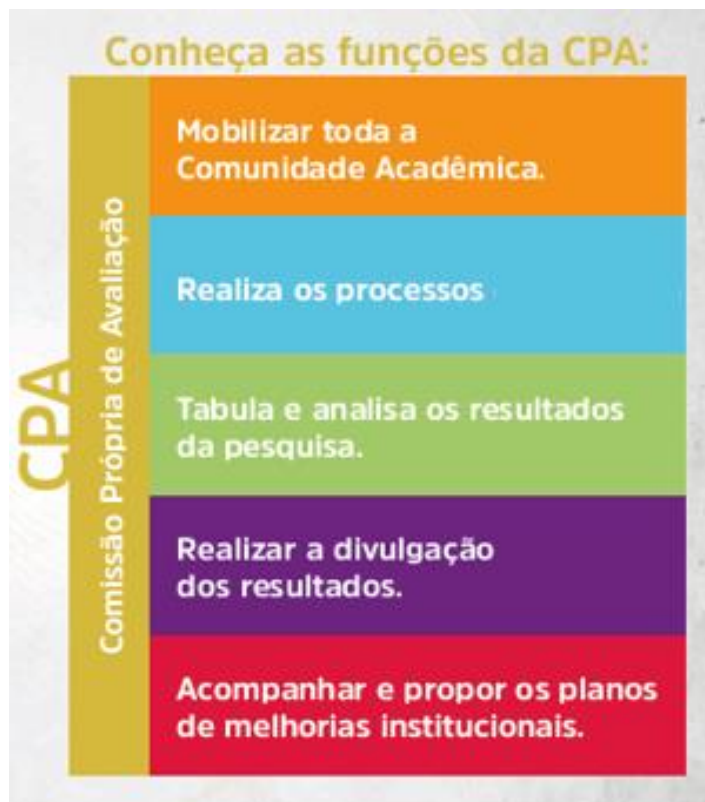 Conheça as funções da CPA:
CPA
Comissão Própria de Avaliação
Mobilizar toda a
Comunidade Acadêmica.
Realiza os processos
Tabula e analisa os resultados
da pesquisa.
Realizar a divulgação
dos resultados.
Acompanhar e propor os planos
de melhorias institucionais.